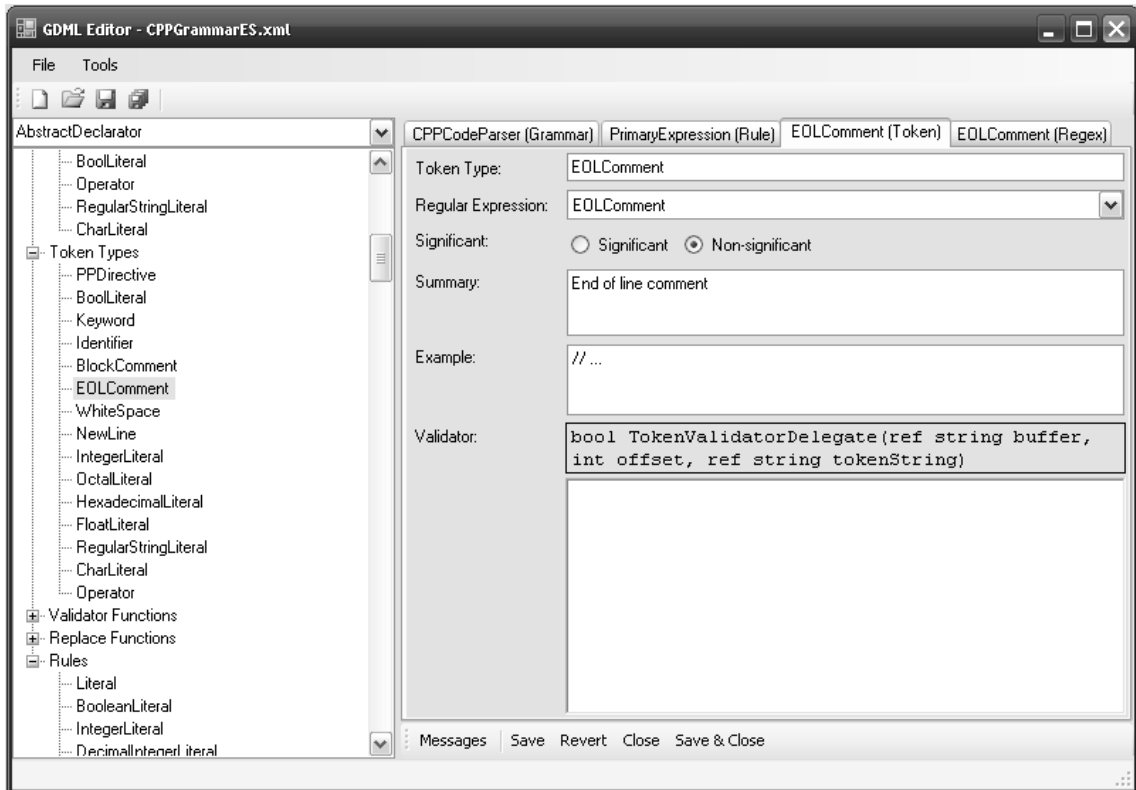 GDML Editor - CPPGrammarES.xml
File Tools
AbstractDeclarator
BoolLiteral
Operator
RegularStringLiteral
CharLiteral
Token Types
PPDirective
BoolLiteral
Keyword
Identifier
BlockComment
EOLComment
WhiteSpace
NewLine
IntegerLiteral
OctalLiteral
HexadecimalLiteral
FloatLiteral
RegularStringLiteral
CharLiteral
Operator
Validator Functions
Replace Functions
Rules
Literal
BooleanLiteral
IntegerLiteral
DecimalIntegerLiteral
CPPCodeParser (Grammar) PrimaryExpression (Rule) EOLComment (Token) EOLComment (Regex)
Token Type: EOLComment
Regular Expression: EOLComment
Significant: Significant Non-significant
Summary: End of line comment
Example: // ...
Validator: bool TokenValidatorDelegate(ref string buffer,
int offset, ref string tokenString)
Messages Save Revert Close Save & Close